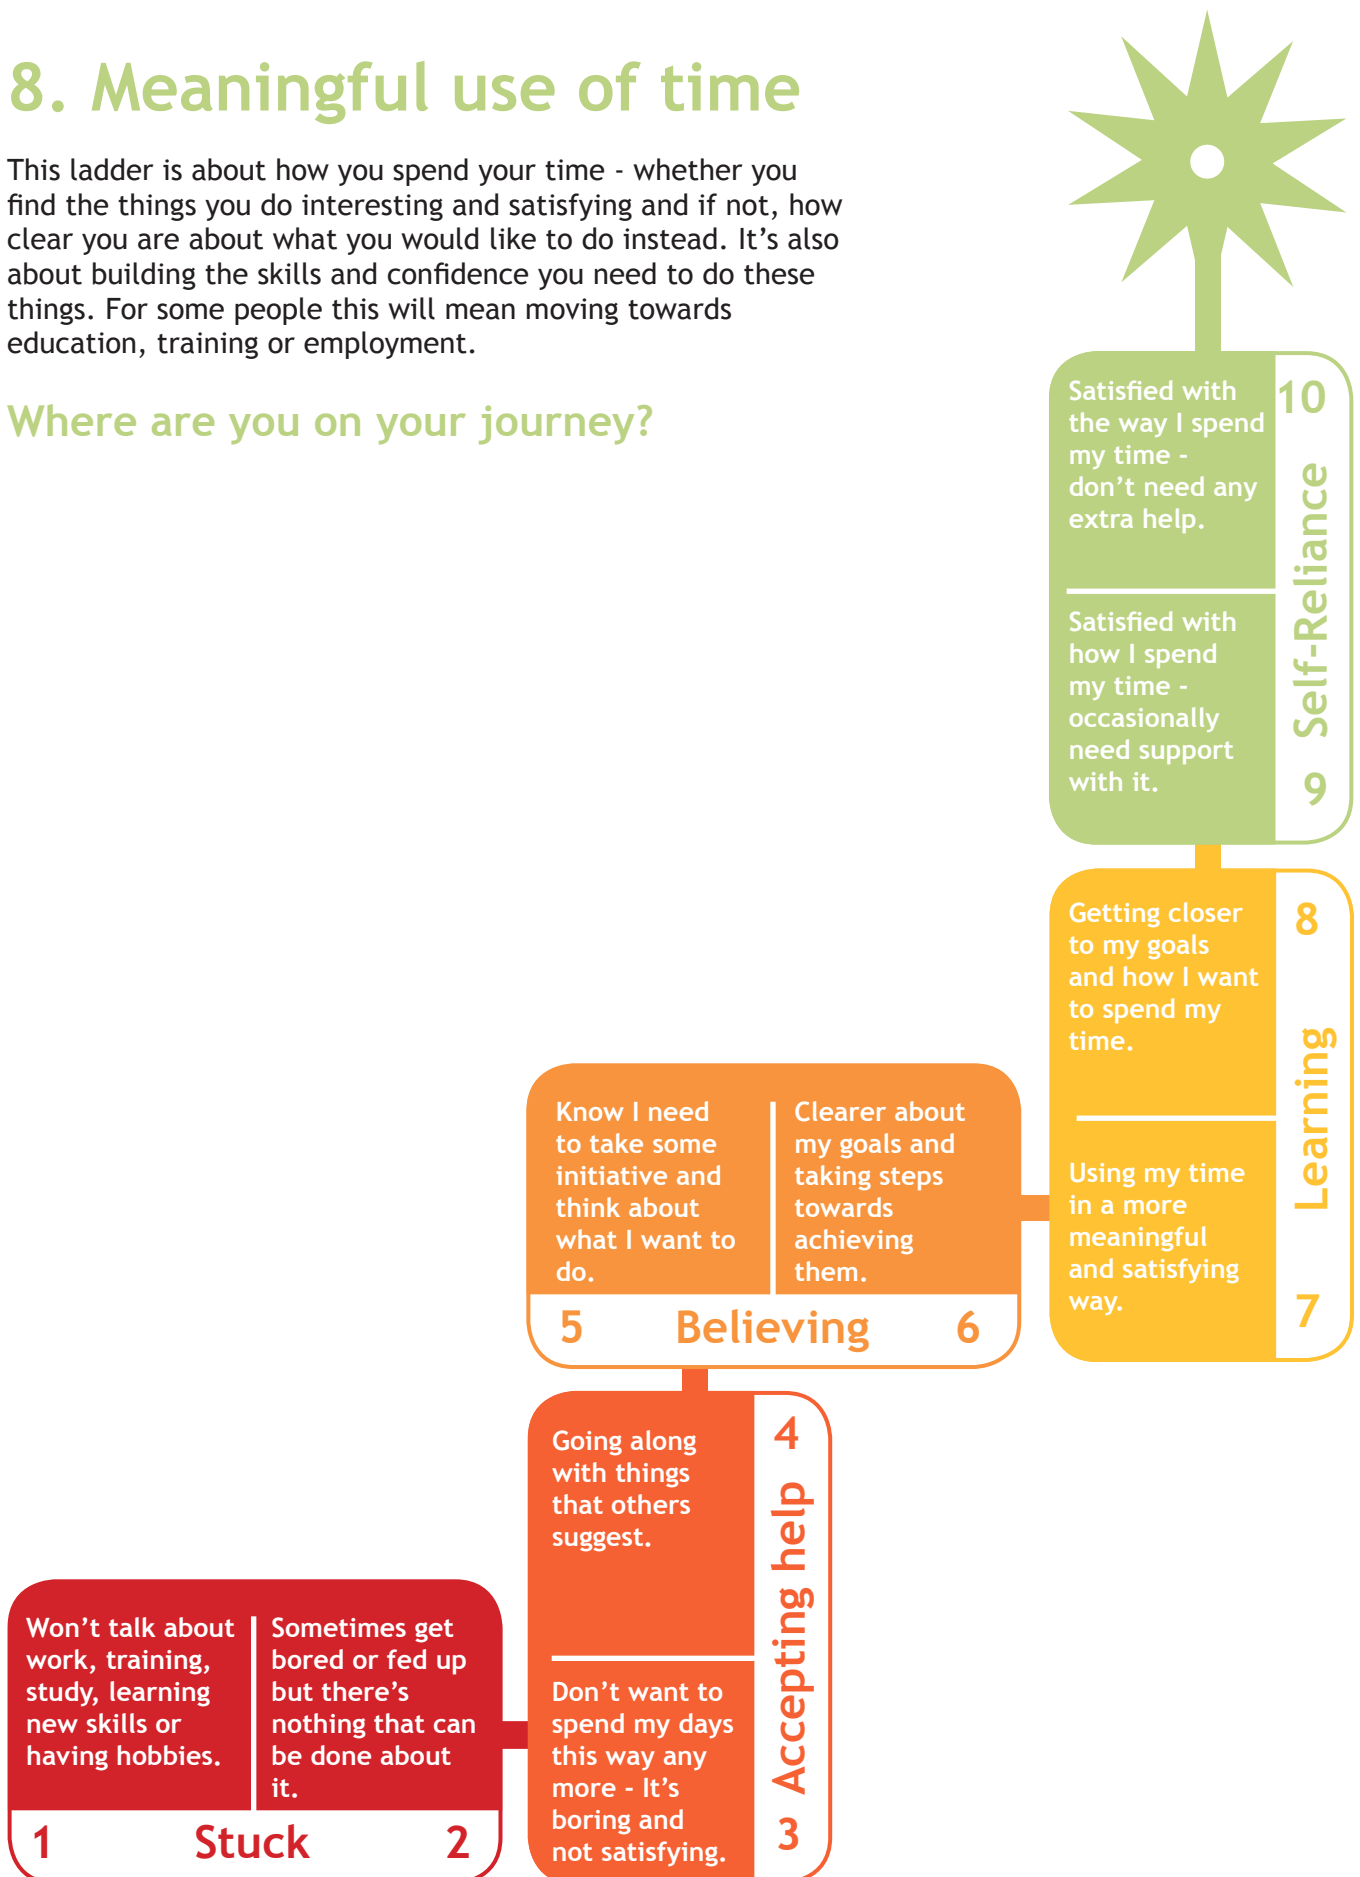 8. Meaningful use of time
This ladder is about how you spend your time - whether you
find the things you do interesting and satisfying and if not, how
clear you are about what you would like to do instead. It's also
about building the skills and confidence you need to do these
things. For some people this will mean moving towards
education, training or employment.
Where are you on your journey?
Satisfied with
the way I spend
my time -
don't need any
extra help.
10
Self-Reliance
Satisfied with
how I spend
my time -
occasionally
need support
with it.
9
Getting closer
to my goals
and how I want
to spend my
time.
8
Learning
Using my time
in a more
meaningful
and satisfying
way.
7
Know I need
to take some
initiative and
think about
what I want to
do.
Clearer about
my goals and
taking steps
towards
achieving
them.
5 Believing 6
Going along
with things
that others
suggest.
4
Accepting help
Don't want to
spend my days
this way any
more - It's
boring and
not satisfying.
3
Won't talk about
work, training,
study, learning
new skills or
having hobbies.
Sometimes get
bored or fed up
but there's
nothing that can
be done about
it.
1 Stuck 2